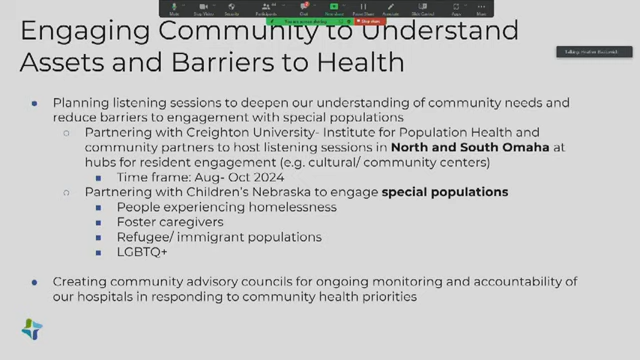 Engaging Community to Understand
Assets and Barriers to Health
Planning listening sessions to deepen our understanding of community needs and
reduce barriers to engagement with special populations
Partnering with Creighton University- Institute for Population Health and
community partners to host listening sessions in North and South Omaha at
hubs for resident engagement (e.g. cultural/ community centers)
Time frame: Aug- Oct 2024
Partnering with Children's Nebraska to engage special populations
People experiencing homelessness
Foster caregivers
Refugee/ immigrant populations
LGBTQ+
Creating community advisory councils for ongoing monitoring and accountability of
our hospitals in responding to community health priorities